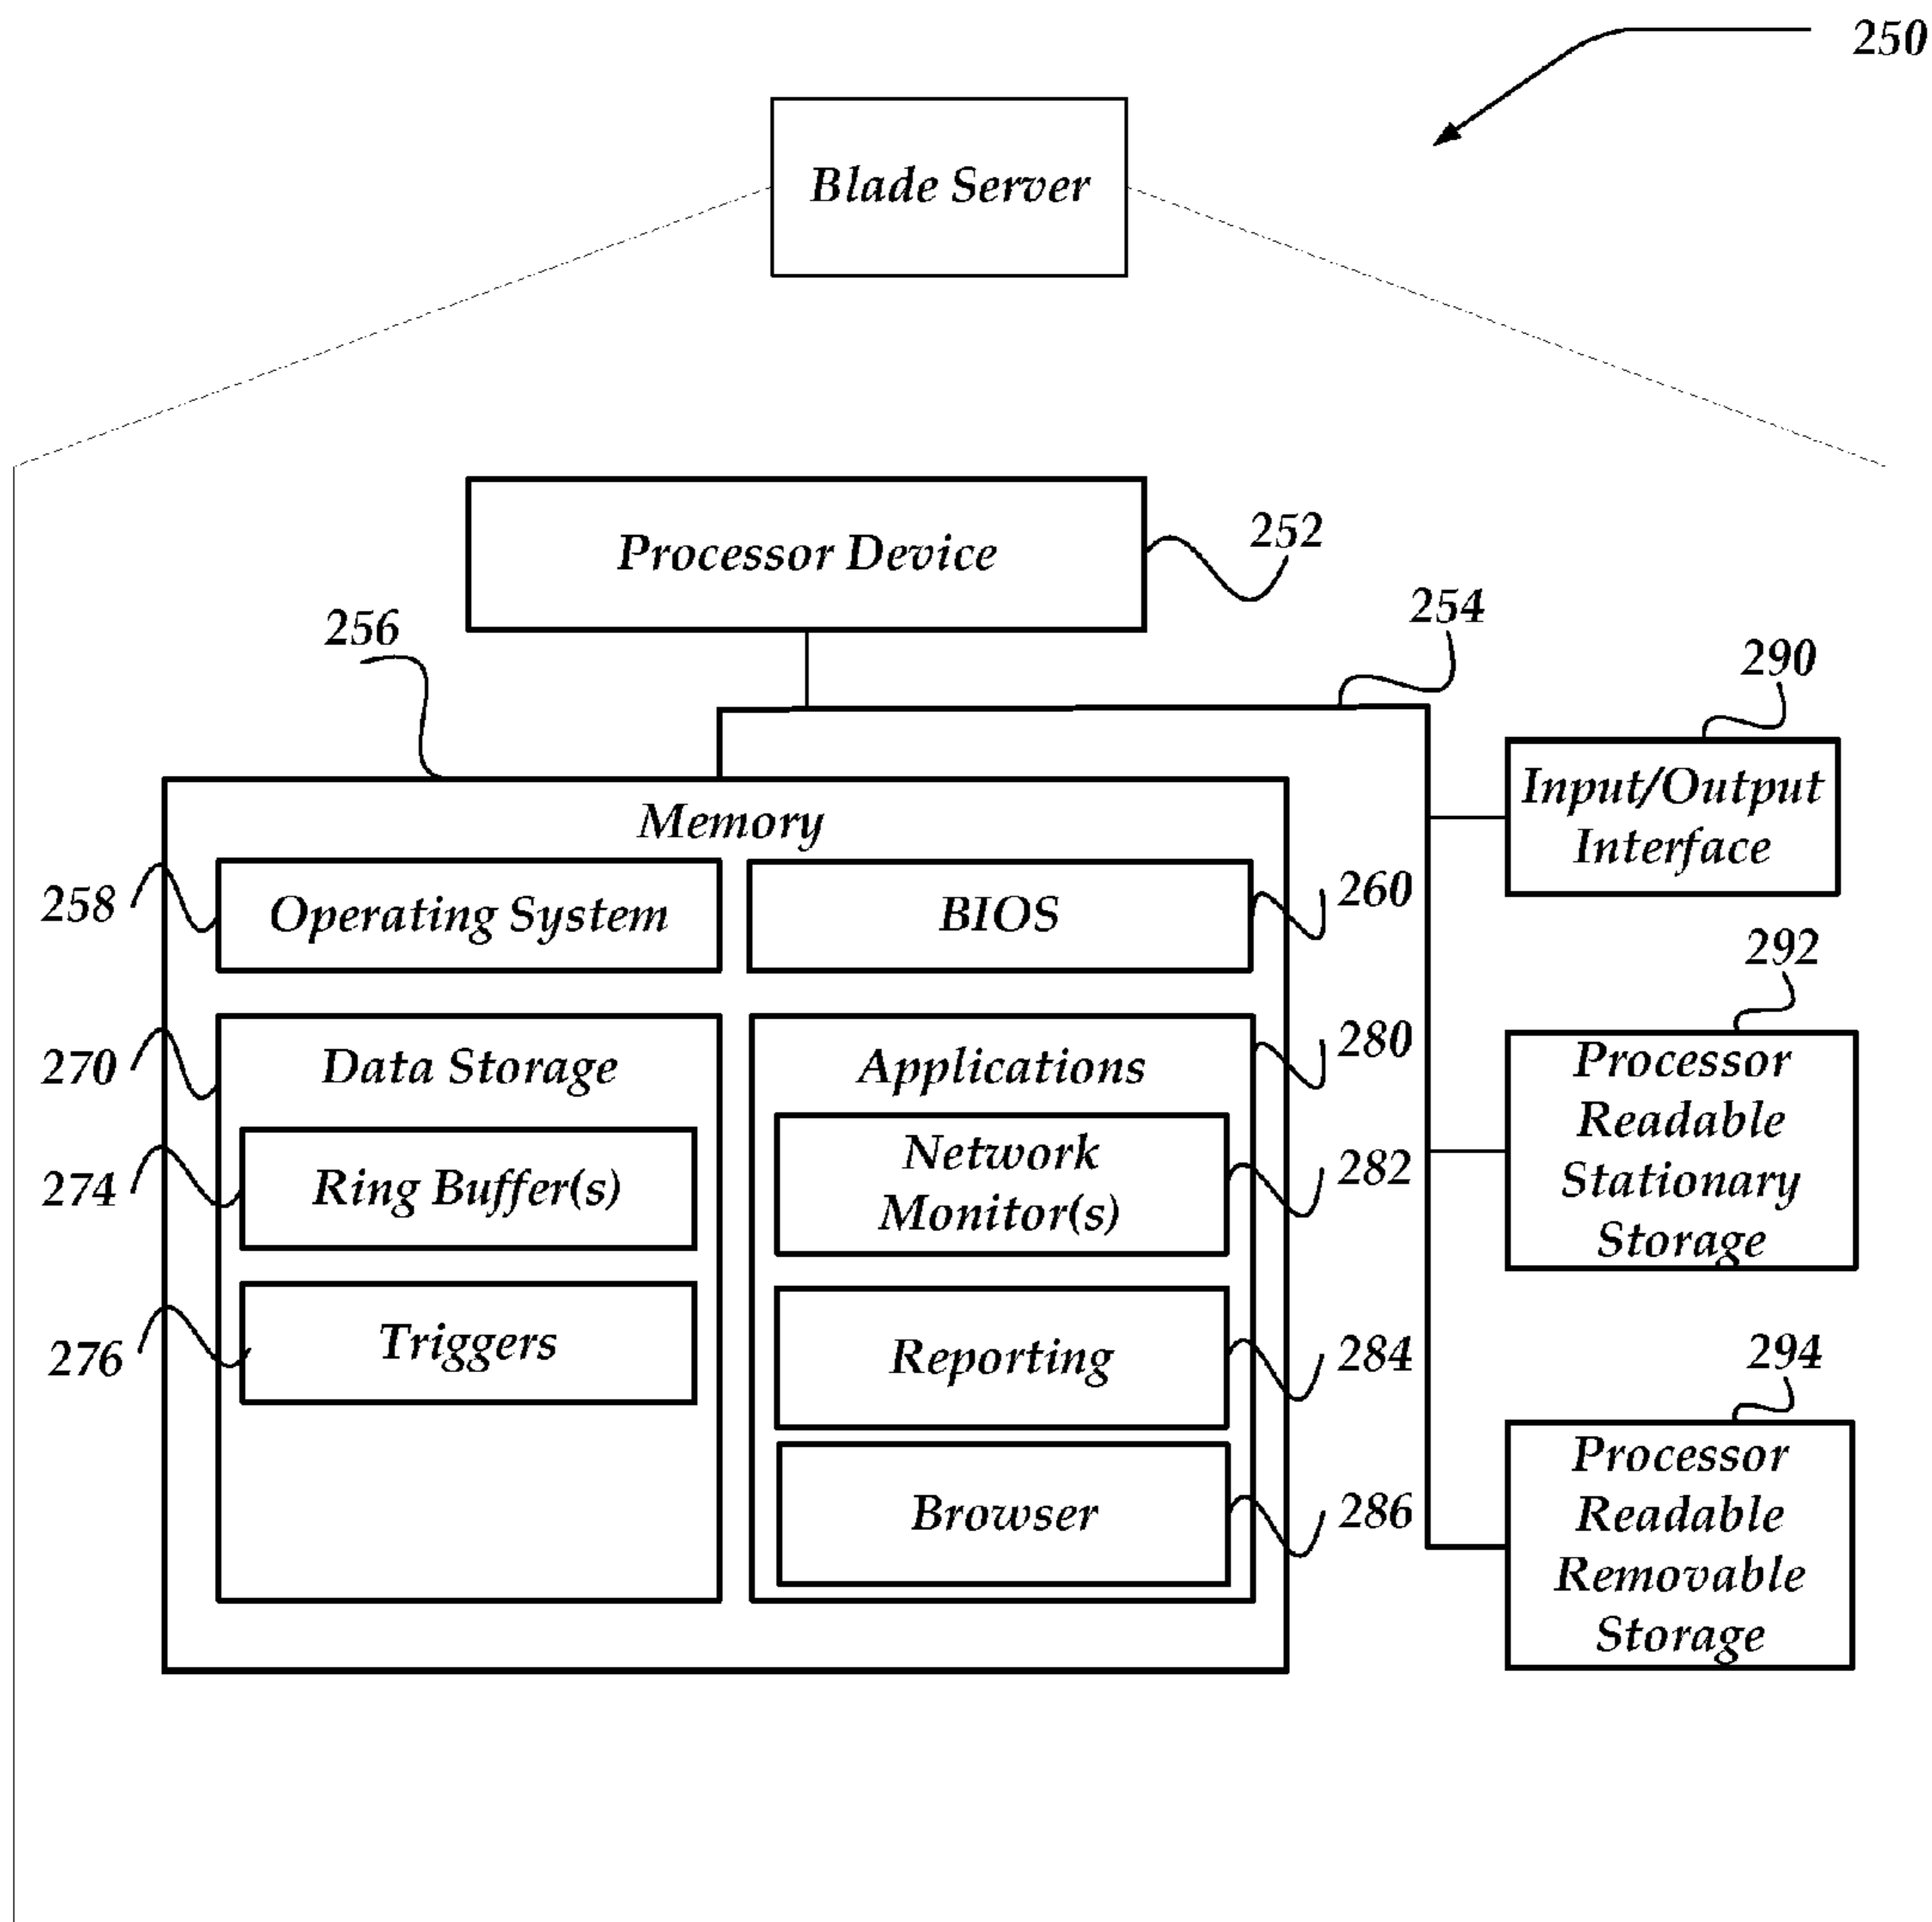 250
Blade Server
Processor Device
252
256
254
290
Memory
Input/Output
Interface
258
Operating System
BIOS
260
292
270
Data Storage
Applications
280
Processor
Readable
Stationary
Storage
274
Ring Buffer(s)
Network
Monitor(s)
282
276
Triggers
Reporting
284
294
Browser
286
Processor
Readable
Removable
Storage